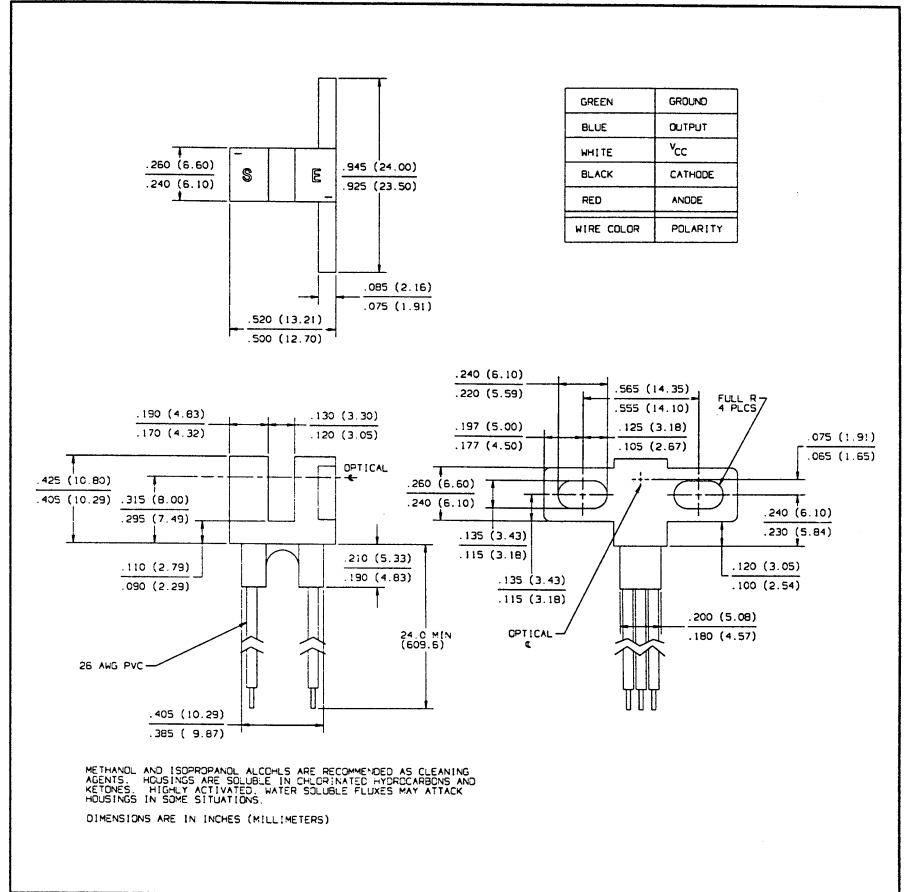 GREEN GROUND
BLUE OUTPUT
WHITE VCC
BLACK CATHODE
RED ANODE
WIRE COLOR POLARITY
.260 (6.60)
.240 (6.10)
S E
.945 (24.00)
.925 (23.50)
.085 (2.16)
.075 (1.91)
.520 (13.21)
.500 (12.70)
.190 (4.83)
.170 (4.32)
.130 (3.30)
.120 (3.05)
OPTICAL
℄
.425 (10.80)
.405 (10.29)
.315 (8.00)
.295 (7.49)
.110 (2.79)
.090 (2.29)
.210 (5.33)
.190 (4.83)
24.0 MIN
(609.6)
26 AWG PVC
.405 (10.29)
.385 ( 9.87)
.240 (6.10)
.220 (5.59)
.565 (14.35)
.555 (14.10)
FULL R
4 PLCS
.197 (5.00)
.177 (4.50)
.125 (3.18)
.105 (2.67)
.075 (1.91)
.065 (1.65)
.260 (6.60)
.240 (6.10)
.240 (6.10)
.230 (5.84)
.135 (3.43)
.115 (3.18)
.135 (3.43)
.115 (3.18)
.120 (3.05)
.100 (2.54)
OPTICAL
℄
.200 (5.08)
.180 (4.57)
METHANOL AND ISOPROPANOL ALCOHLS ARE RECOMMENDED AS CLEANING
AGENTS. HOUSINGS ARE SOLUBLE IN CHLORINATED HYDROCARBONS AND
KETONES. HIGHLY ACTIVATED, WATER SOLUBLE FLUXES MAY ATTACK
HOUSINGS IN SOME SITUATIONS.
DIMENSIONS ARE IN INCHES (MILLIMETERS)